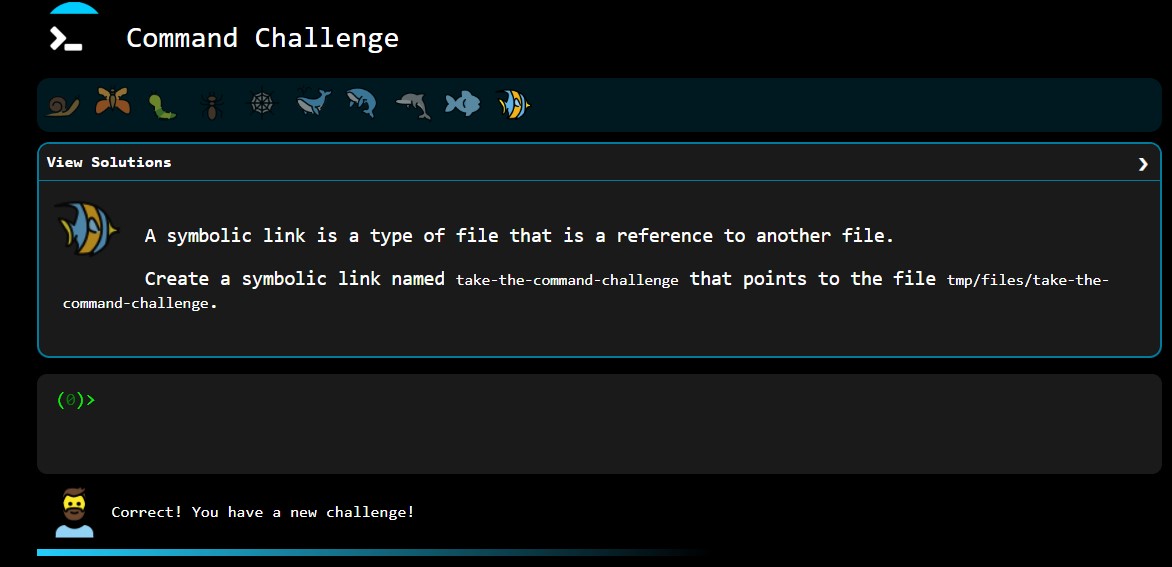 Command Challenge
View Solutions
A symbolic link is a type of file that is a reference to another file.
Create a symbolic link named take-the-command-challenge that points to the file tmp/files/take-the-
command-challenge.
(0)>
Correct! You have a new challenge!